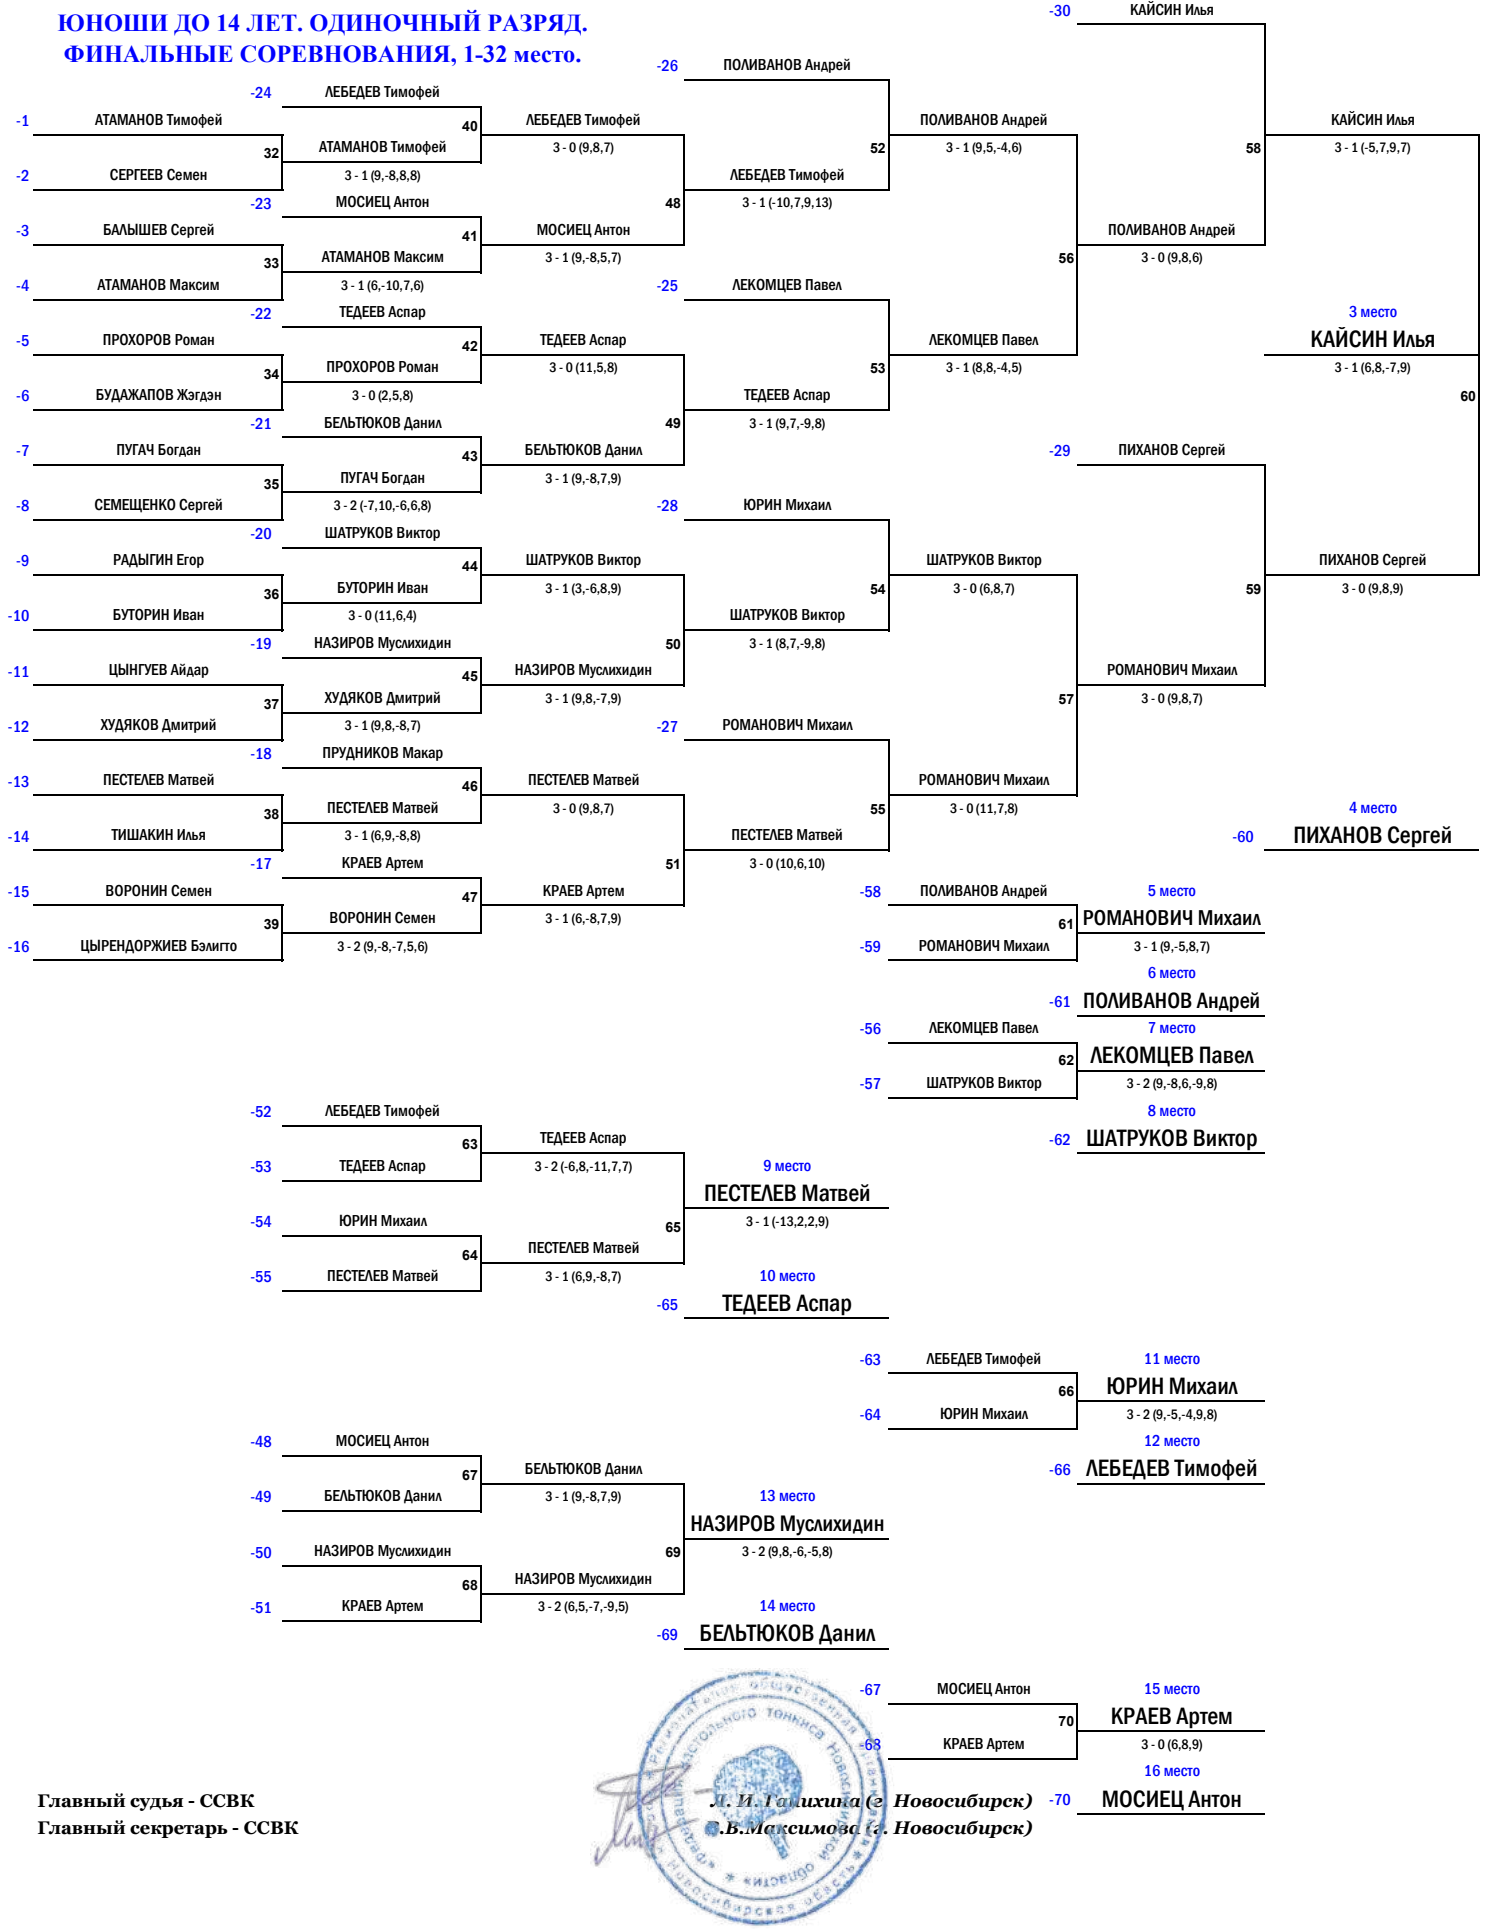 ЮНОШИ ДО 14 ЛЕТ. ОДИНОЧНЫЙ РАЗРЯД.
ФИНАЛЬНЫЕ СОРЕВНОВАНИЯ, 1-32 место.
-30 КАЙСИН Илья
-26 ПОЛИВАНОВ Андрей
-24 ЛЕБЕДЕВ Тимофей
-1 АТАМАНОВ Тимофей 40 ЛЕБЕДЕВ Тимофей ПОЛИВАНОВ Андрей КАЙСИН Илья
32 АТАМАНОВ Тимофей 3 - 0 (9,8,7) 52 3 - 1 (9,5,-4,6) 58 3 - 1 (-5,7,9,7)
-2 СЕРГЕЕВ Семен 3 - 1 (9,-8,8,8) ЛЕБЕДЕВ Тимофей
-23 МОСИЕЦ Антон 48 3 - 1 (-10,7,9,13)
-3 БАЛЫШЕВ Сергей 41 МОСИЕЦ Антон ПОЛИВАНОВ Андрей
33 АТАМАНОВ Максим 3 - 1 (9,-8,5,7) 56 3 - 0 (9,8,6)
-4 АТАМАНОВ Максим 3 - 1 (6,-10,7,6) -25 ЛЕКОМЦЕВ Павел
-22 ТЕДЕЕВ Аспар 3 место
-5 ПРОХОРОВ Роман 42 ТЕДЕЕВ Аспар ЛЕКОМЦЕВ Павел КАЙСИН Илья
34 ПРОХОРОВ Роман 3 - 0 (11,5,8) 53 3 - 1 (8,8,-4,5) 3 - 1 (6,8,-7,9)
-6 БУДАЖАПОВ Жэгдэн 3 - 0 (2,5,8) ТЕДЕЕВ Аспар 60
-21 БЕЛЬТЮКОВ Данил 49 3 - 1 (9,7,-9,8)
-7 ПУГАЧ Богдан 43 БЕЛЬТЮКОВ Данил -29 ПИХАНОВ Сергей
35 ПУГАЧ Богдан 3 - 1 (9,-8,7,9)
-8 СЕМЕЩЕНКО Сергей 3 - 2 (-7,10,-6,6,8) -28 ЮРИН Михаил
-20 ШАТРУКОВ Виктор
-9 РАДЫГИН Егор 44 ШАТРУКОВ Виктор ШАТРУКОВ Виктор ПИХАНОВ Сергей
36 БУТОРИН Иван 3 - 1 (3,-6,8,9) 54 3 - 0 (6,8,7) 59 3 - 0 (9,8,9)
-10 БУТОРИН Иван 3 - 0 (11,6,4) ШАТРУКОВ Виктор
-19 НАЗИРОВ Муслихидин 50 3 - 1 (8,7,-9,8)
-11 ЦЫНГУЕВ Айдар 45 НАЗИРОВ Муслихидин РОМАНОВИЧ Михаил
37 ХУДЯКОВ Дмитрий 3 - 1 (9,8,-7,9) 57 3 - 0 (9,8,7)
-12 ХУДЯКОВ Дмитрий 3 - 1 (9,8,-8,7) -27 РОМАНОВИЧ Михаил
-18 ПРУДНИКОВ Макар
-13 ПЕСТЕЛЕВ Матвей 46 ПЕСТЕЛЕВ Матвей РОМАНОВИЧ Михаил
38 ПЕСТЕЛЕВ Матвей 3 - 0 (9,8,7) 55 3 - 0 (11,7,8) 4 место
-14 ТИШАКИН Илья 3 - 1 (6,9,-8,8) ПЕСТЕЛЕВ Матвей -60 ПИХАНОВ Сергей
-17 КРАЕВ Артем 51 3 - 0 (10,6,10)
-15 ВОРОНИН Семен 47 КРАЕВ Артем -58 ПОЛИВАНОВ Андрей 5 место
39 ВОРОНИН Семен 3 - 1 (6,-8,7,9) 61 РОМАНОВИЧ Михаил
-16 ЦЫРЕНДОРЖИЕВ Бэлигто 3 - 2 (9,-8,-7,5,6) -59 РОМАНОВИЧ Михаил 3 - 1 (9,-5,8,7)
6 место
-61 ПОЛИВАНОВ Андрей
-56 ЛЕКОМЦЕВ Павел 7 место
62 ЛЕКОМЦЕВ Павел
-57 ШАТРУКОВ Виктор 3 - 2 (9,-8,6,-9,8)
-52 ЛЕБЕДЕВ Тимофей 8 место
63 ТЕДЕЕВ Аспар -62 ШАТРУКОВ Виктор
-53 ТЕДЕЕВ Аспар 3 - 2 (-6,8,-11,7,7) 9 место
ПЕСТЕЛЕВ Матвей
-54 ЮРИН Михаил 65 3 - 1 (-13,2,2,9)
64 ПЕСТЕЛЕВ Матвей
-55 ПЕСТЕЛЕВ Матвей 3 - 1 (6,9,-8,7) 10 место
-65 ТЕДЕЕВ Аспар
-63 ЛЕБЕДЕВ Тимофей 11 место
66 ЮРИН Михаил
-64 ЮРИН Михаил 3 - 2 (9,-5,-4,9,8)
-48 МОСИЕЦ Антон 12 место
67 БЕЛЬТЮКОВ Данил -66 ЛЕБЕДЕВ Тимофей
-49 БЕЛЬТЮКОВ Данил 3 - 1 (9,-8,7,9) 13 место
НАЗИРОВ Муслихидин
-50 НАЗИРОВ Муслихидин 69 3 - 2 (9,8,-6,-5,8)
68 НАЗИРОВ Муслихидин
-51 КРАЕВ Артем 3 - 2 (6,5,-7,-9,5) 14 место
-69 БЕЛЬТЮКОВ Данил
-67 МОСИЕЦ Антон 15 место
70 КРАЕВ Артем
-68 КРАЕВ Артем 3 - 0 (6,8,9)
16 место
Главный судья - ССВК (г. Новосибирск) -70 МОСИЕЦ Антон
Главный секретарь - ССВК В.В.Максимова (г. Новосибирск)